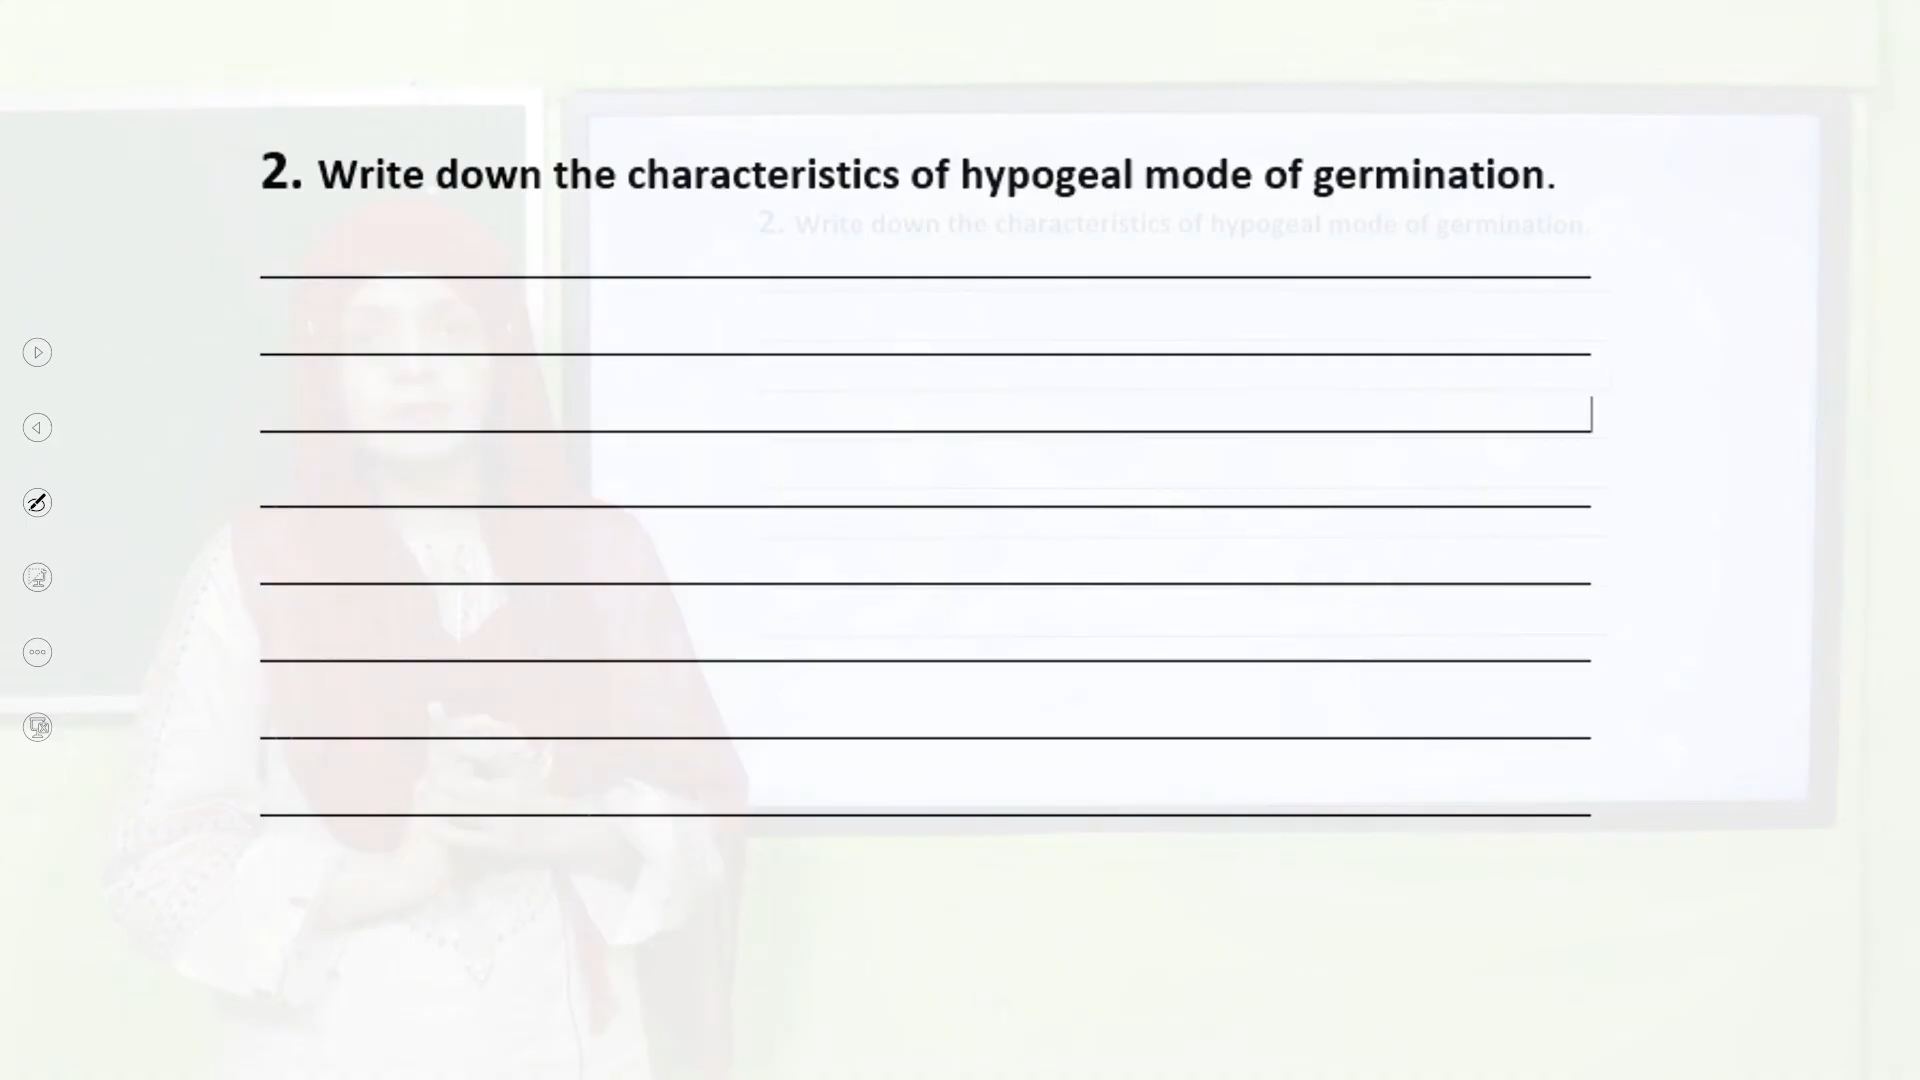 2. Write down the characteristics of hypogeal mode of germination.
2. Write down the characteristics of hypogeal mode of germination.